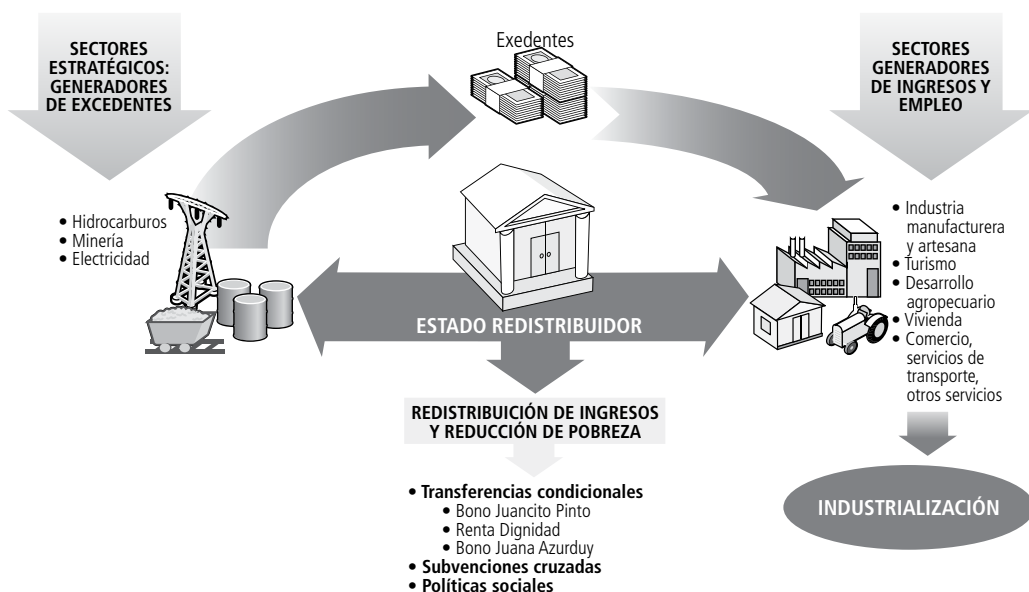 SECTORES
ESTRATÉGICOS:
GENERADORES
DE EXCEDENTES
Exedentes
SECTORES
GENERADORES
DE INGRESOS Y
EMPLEO
• Hidrocarburos
• Minería
• Electricidad
• Industria
manufacturera
y artesana
• Turismo
• Desarrollo
agropecuario
• Vivienda
• Comercio,
servicios de
transporte,
otros servicios
ESTADO REDISTRIBUIDOR
REDISTRIBUICIÓN DE INGRESOS
Y REDUCCIÓN DE POBREZA
INDUSTRIALIZACIÓN
• Transferencias condicionales
• Bono Juancito Pinto
• Renta Dignidad
• Bono Juana Azurduy
• Subvenciones cruzadas
• Políticas sociales